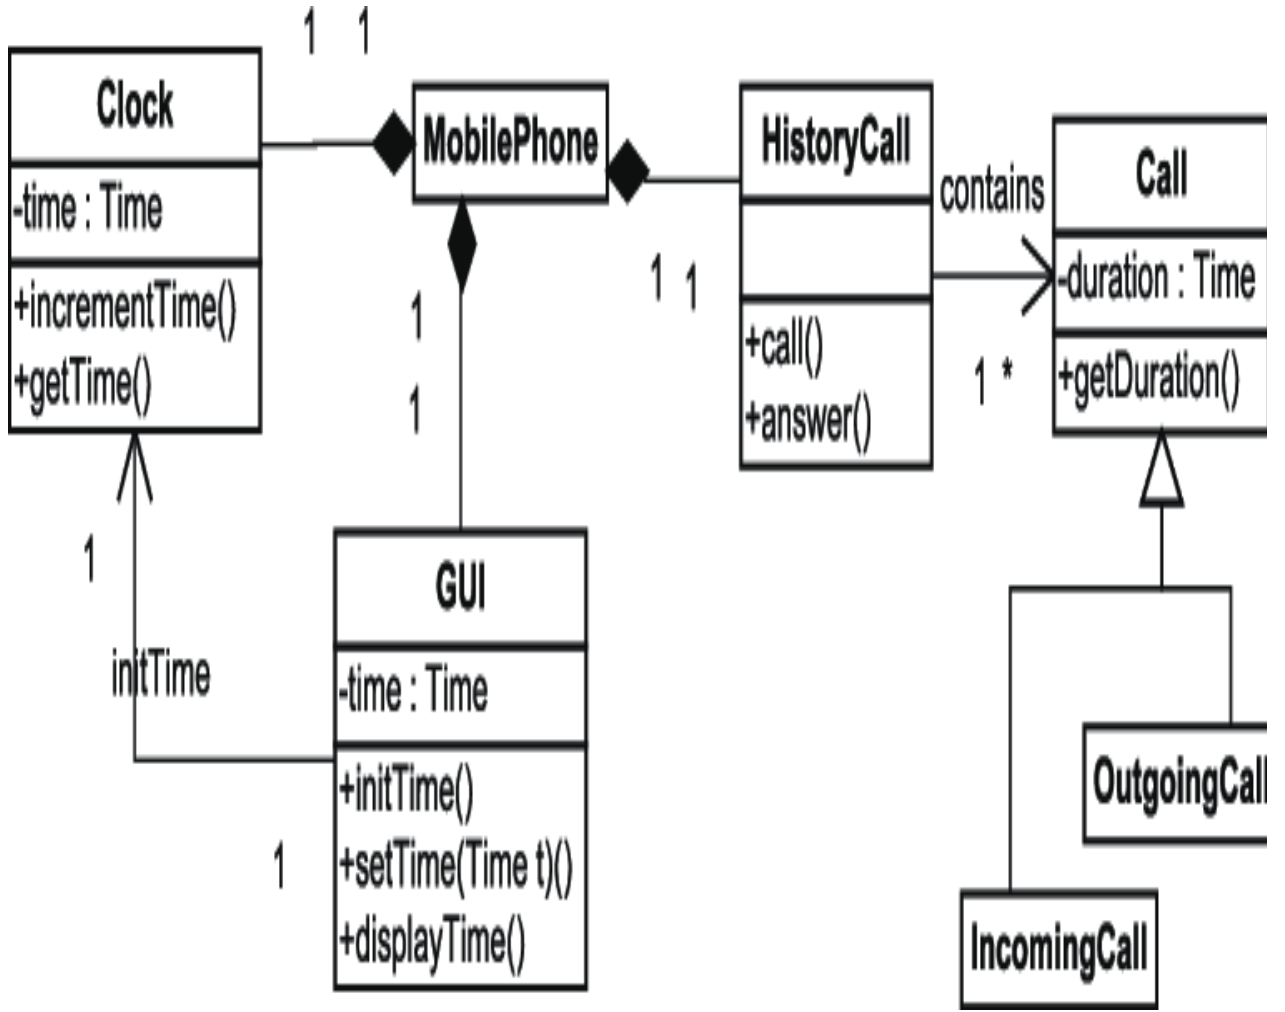 1 1
Clock
-time : Time
+incrementTime()
+getTime()
MobilePhone
1
1
HistoryCall
+call()
+answer()
1 1
contains
1 *
Call
-duration : Time
+getDuration()
1
initTime
1
GUI
-time : Time
+initTime()
+setTime(Time t)()
+displayTime()
OutgoingCall
IncomingCall